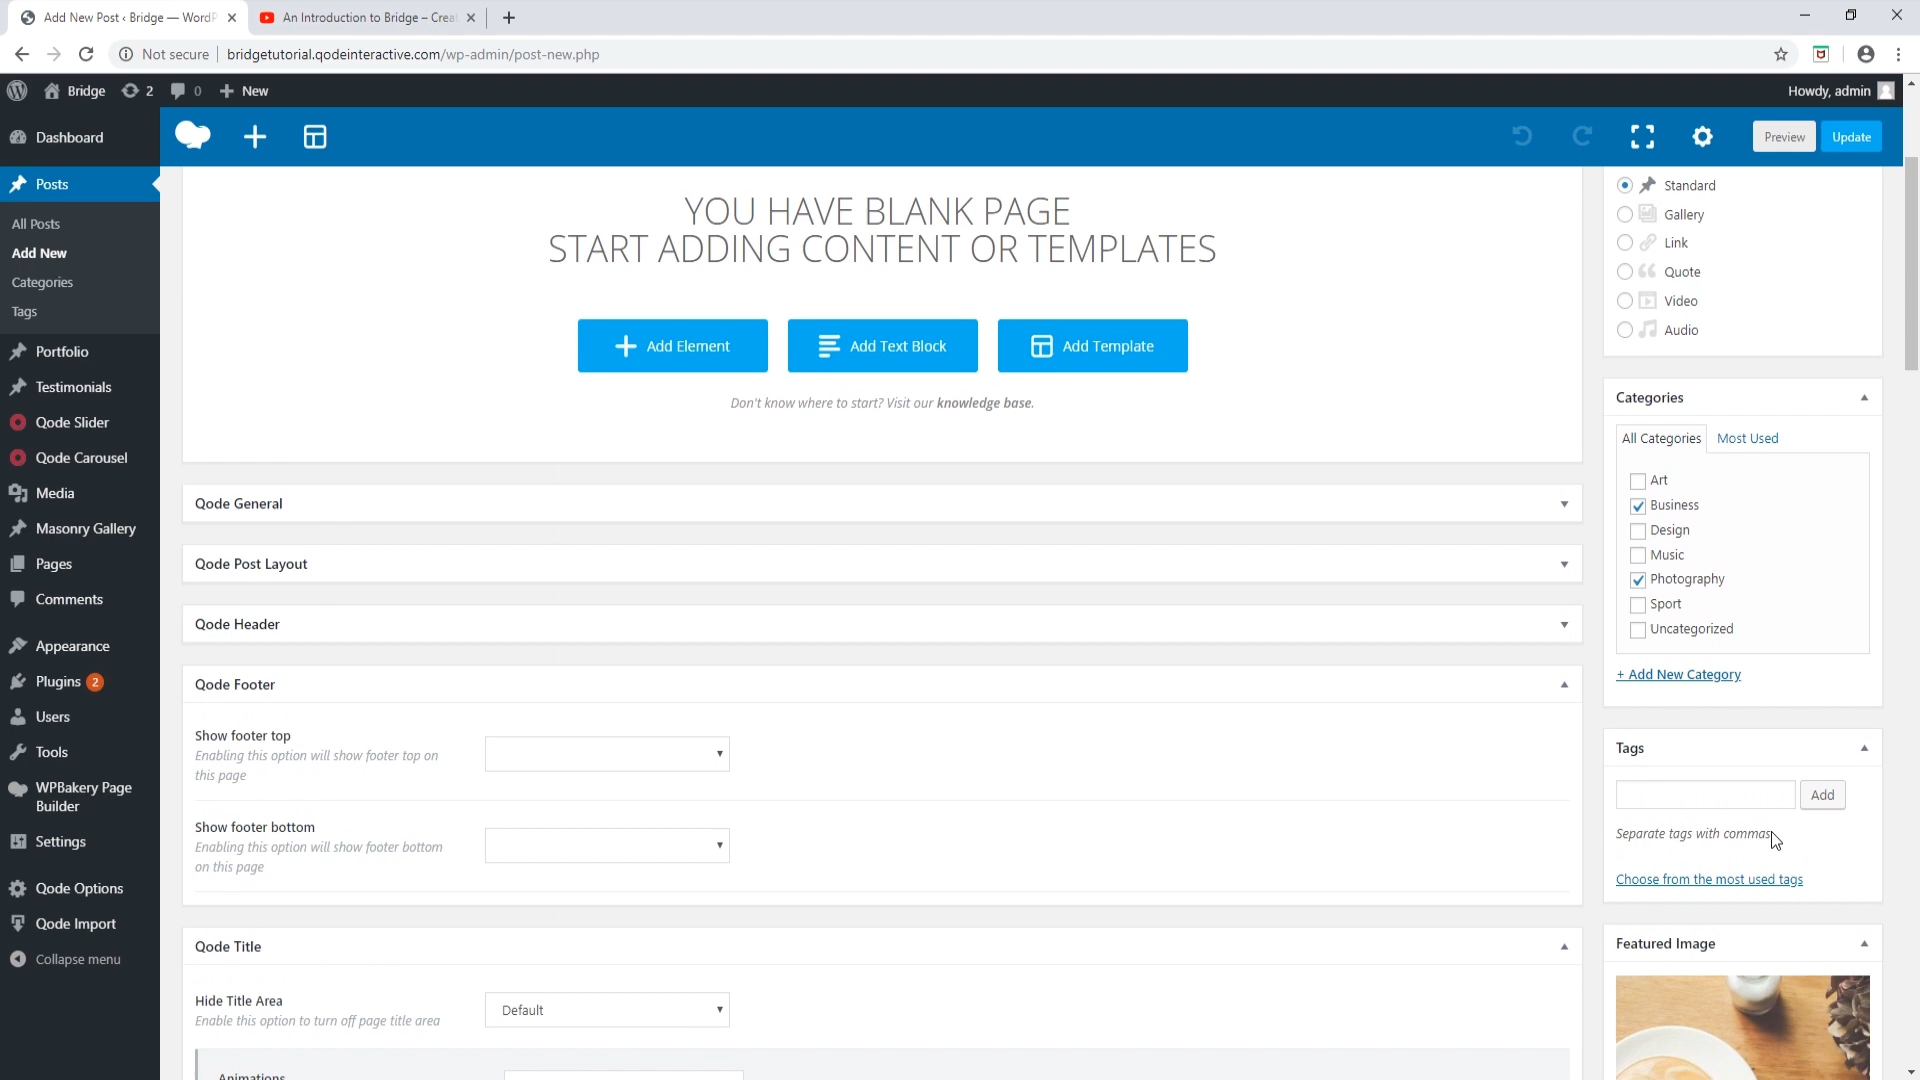 Add New Post ‹ Bridge — WordP
An Introduction to Bridge – Crea
Not secure
bridgetutorial.qodeinteractive.com/wp-admin/post-new.php
Bridge
2
0
New
Howdy, admin
Preview
Update
Dashboard
Posts
All Posts
Add New
Categories
Tags
Portfolio
Testimonials
Qode Slider
Qode Carousel
Media
Masonry Gallery
Pages
Comments
Appearance
Plugins 2
Users
Tools
WPBakery Page
Builder
Settings
Qode Options
Qode Import
Collapse menu
YOU HAVE BLANK PAGE
START ADDING CONTENT OR TEMPLATES
Add Element
Add Text Block
Add Template
Don't know where to start? Visit our knowledge base.
Qode General
Qode Post Layout
Qode Header
Qode Footer
Show footer top
Enabling this option will show footer top on
this page
Show footer bottom
Enabling this option will show footer bottom
on this page
Qode Title
Hide Title Area
Enable this option to turn off page title area
Default
Animations
Standard
Gallery
Link
Quote
Video
Audio
Categories
All Categories
Most Used
Art
Business
Design
Music
Photography
Sport
Uncategorized
+ Add New Category
Tags
Add
Separate tags with commas
Choose from the most used tags
Featured Image